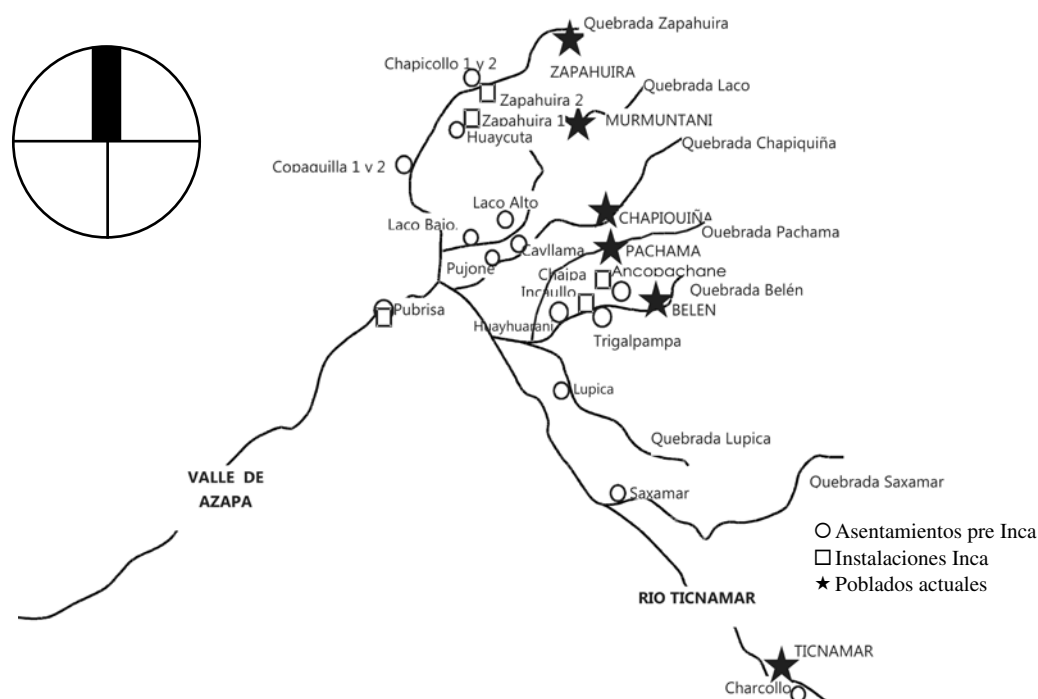 Quebrada Zapahuira
Chapicollo 1 y 2
ZAPAHUIRA
Quebrada Laco
Zapahuira 2
Zapahuira 1
MURMUNTANI
Huaycuta
Quebrada Chapiquiña
Copaquilla 1 y 2
Laco Alto
CHAPIQUIÑA
Laco Bajo.
Quebrada Pachama
Cavllama
PACHAMA
Pujone
Chaipa
Ancopachane
Incaullo
Quebrada Belén
Pubrisa
BELEN
Huayhuarani
Trigalpampa
Lupica
Quebrada Lupica
VALLE DE
AZAPA
Quebrada Saxamar
Saxamar
Asentamientos pre Inca
Instalaciones Inca
Poblados actuales
RIO TICNAMAR
TICNAMAR
Charcollo